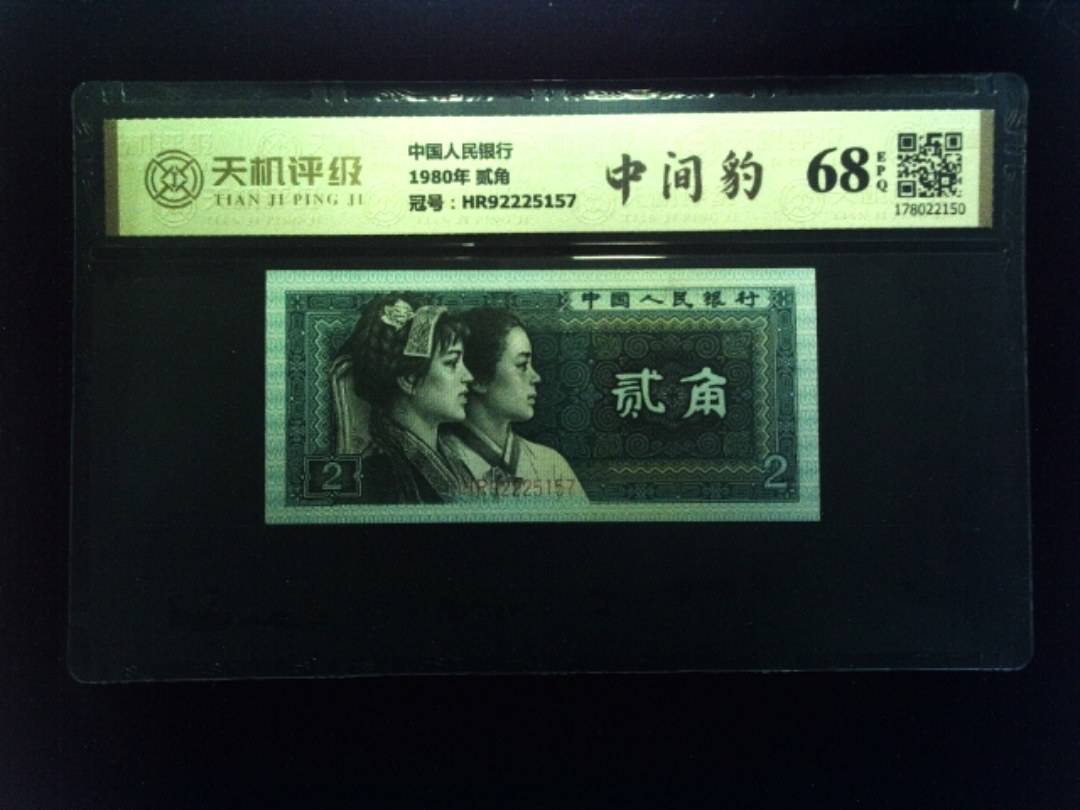 天机评级
TIAN JI PING JI
中国人民银行
1980年 贰角
冠号：HR92225157
中间豹
68
EPQ
178022150
中国人民银行
贰角
2
HR92225157
2